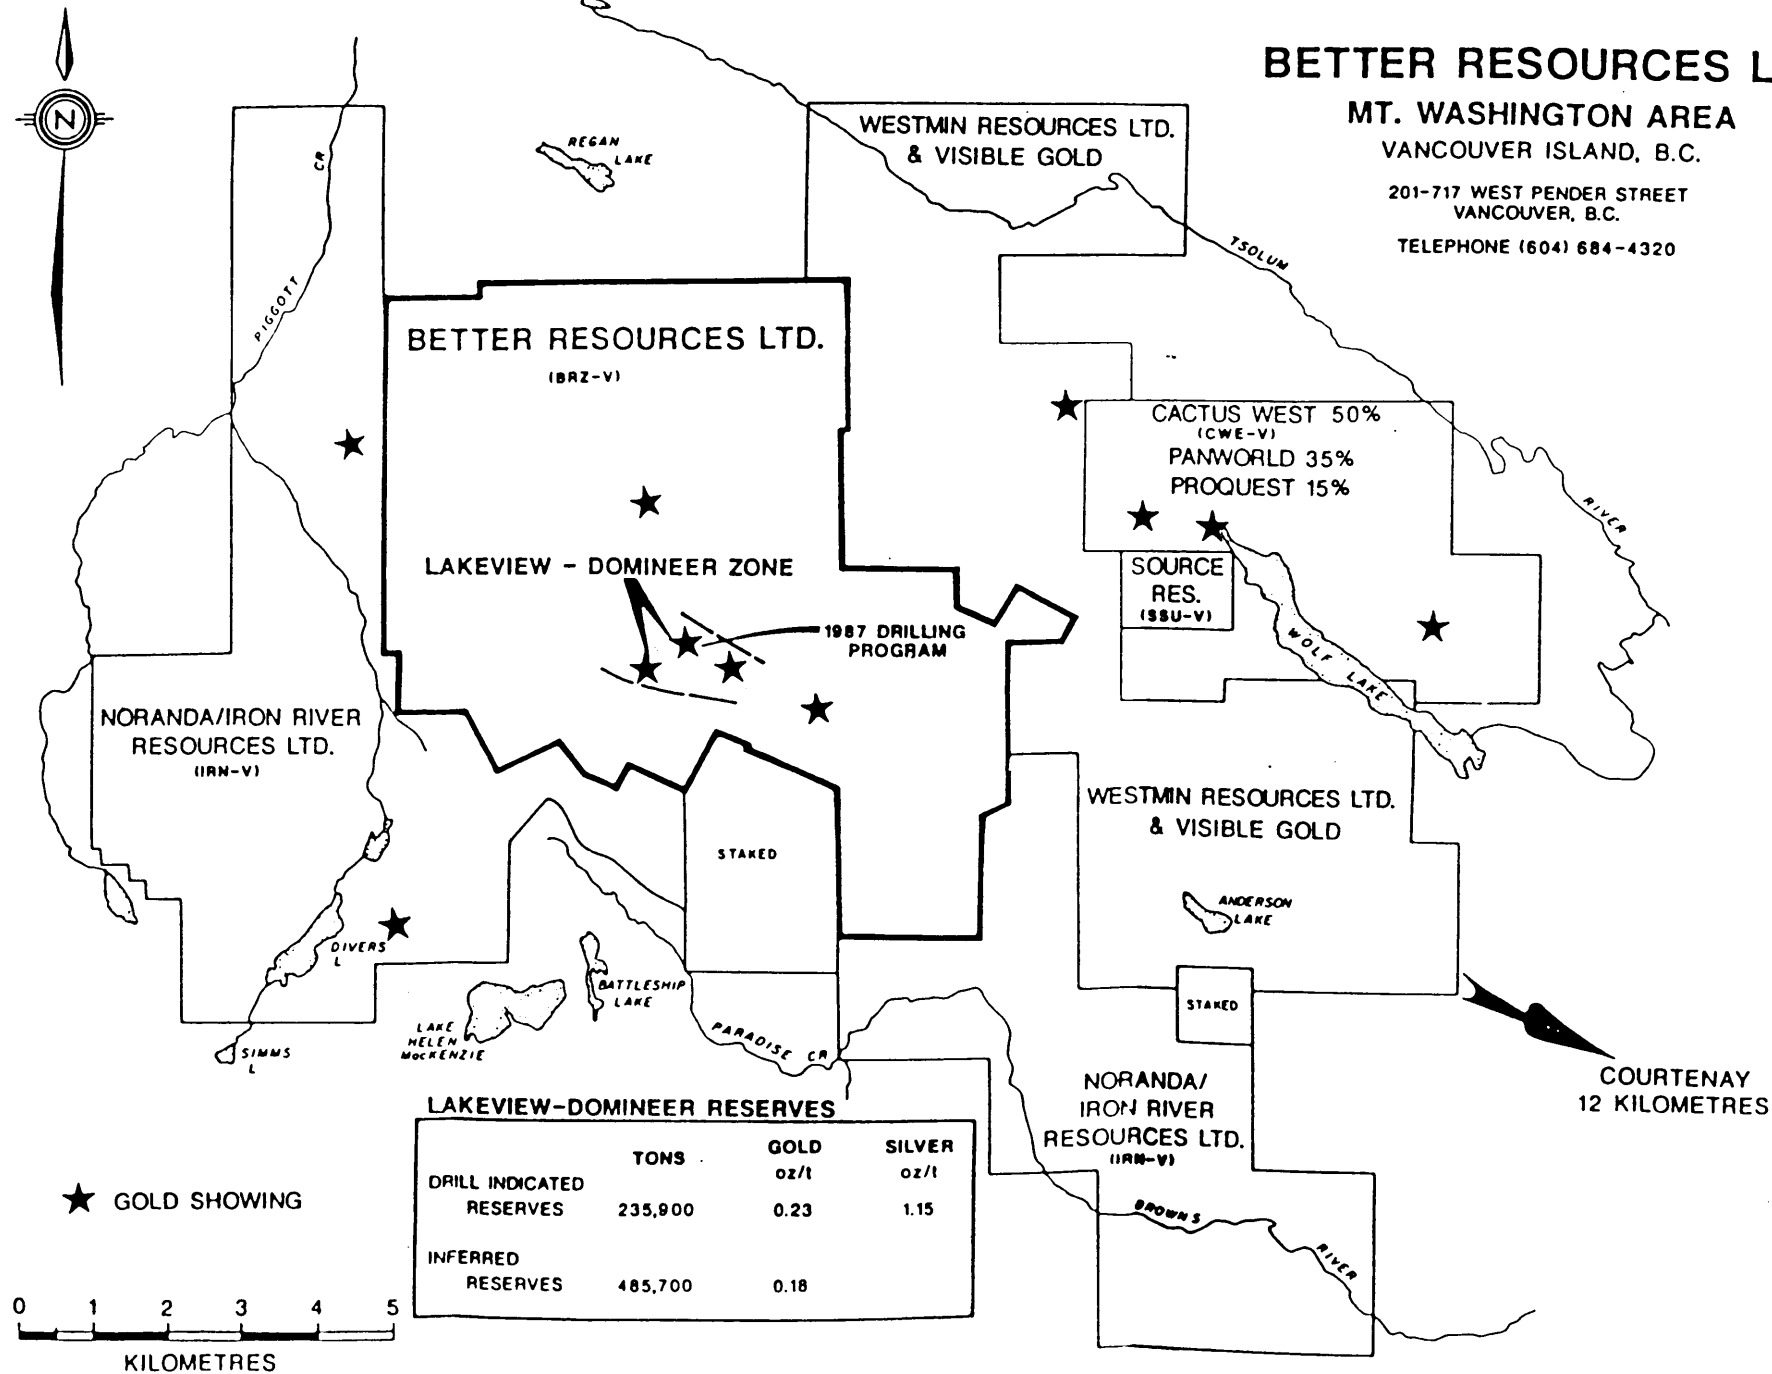 BETTER RESOURCES L
MT. WASHINGTON AREA
VANCOUVER ISLAND, B.C.
201-717 WEST PENDER STREET
VANCOUVER, B.C.
TELEPHONE (604) 684-4320
N
REGAN
LAKE
WESTMIN RESOURCES LTD.
& VISIBLE GOLD
TSOLUM
RIVER
PIGGOTT
CR
BETTER RESOURCES LTD.
(BRZ-V)
CACTUS WEST 50%
(CWE-V)
PANWORLD 35%
PROQUEST 15%
LAKEVIEW - DOMINEER ZONE
1987 DRILLING
PROGRAM
SOURCE
RES.
(SSU-V)
WOLF LAKE
NORANDA/IRON RIVER
RESOURCES LTD.
(IRN-V)
WESTMIN RESOURCES LTD.
& VISIBLE GOLD
STAKED
ANDERSON
LAKE
DIVERS
L
BATTLESHIP
LAKE
STAKED
LAKE
HELEN
MacKENZIE
SIMMS
L
PARADISE CR
COURTENAY
12 KILOMETRES
NORANDA/
IRON RIVER
RESOURCES LTD.
(IRN-V)
BROWNS
RIVER
LAKEVIEW-DOMINEER RESERVES
TONS GOLD SILVER
oz/t oz/t
DRILL INDICATED
RESERVES 235,900 0.23 1.15
INFERRED
RESERVES 485,700 0.18
GOLD SHOWING
0 1 2 3 4 5
KILOMETRES